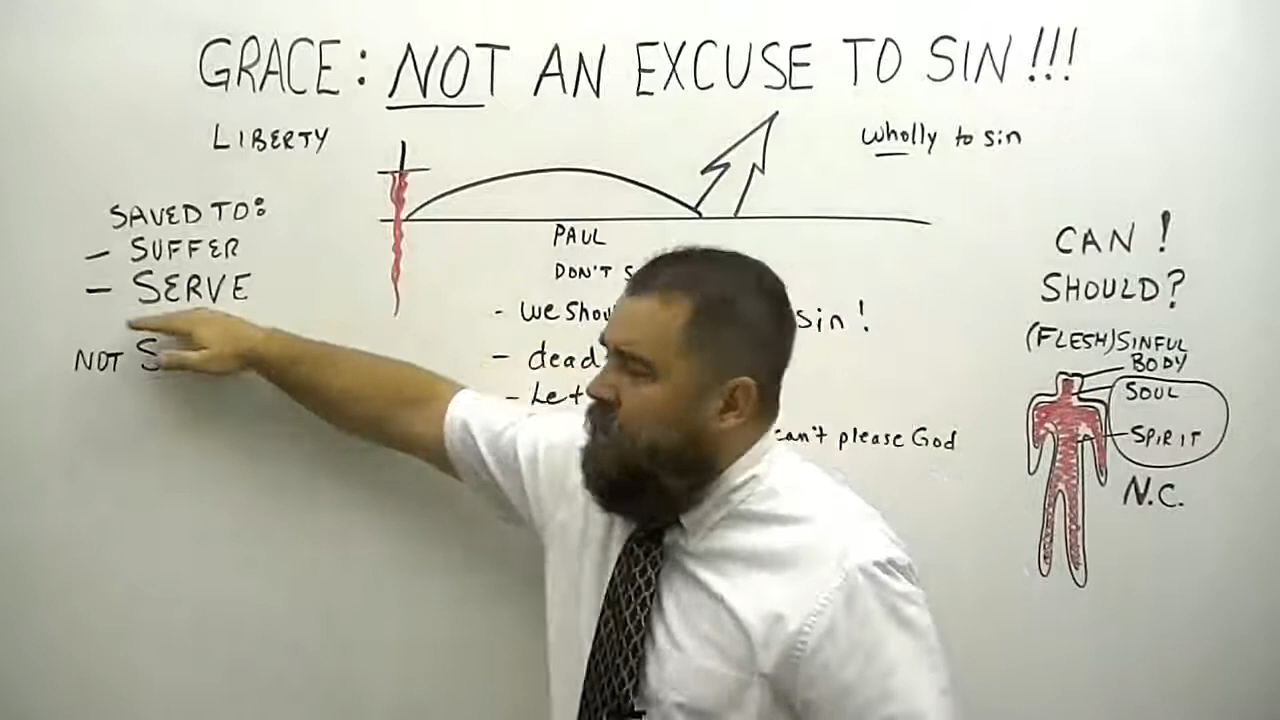 GRACE: NOT AN EXCUSE TO SIN!!!
LIBERTY
wholly to sin
SAVED TO:
- SUFFER
- SERVE
NOT
PAUL
DON'T
- we
sin!
- dead
- Let
can't please God
CAN!
SHOULD?
(FLESH) SINFUL
BODY
SOUL
SPIRIT
N.C.